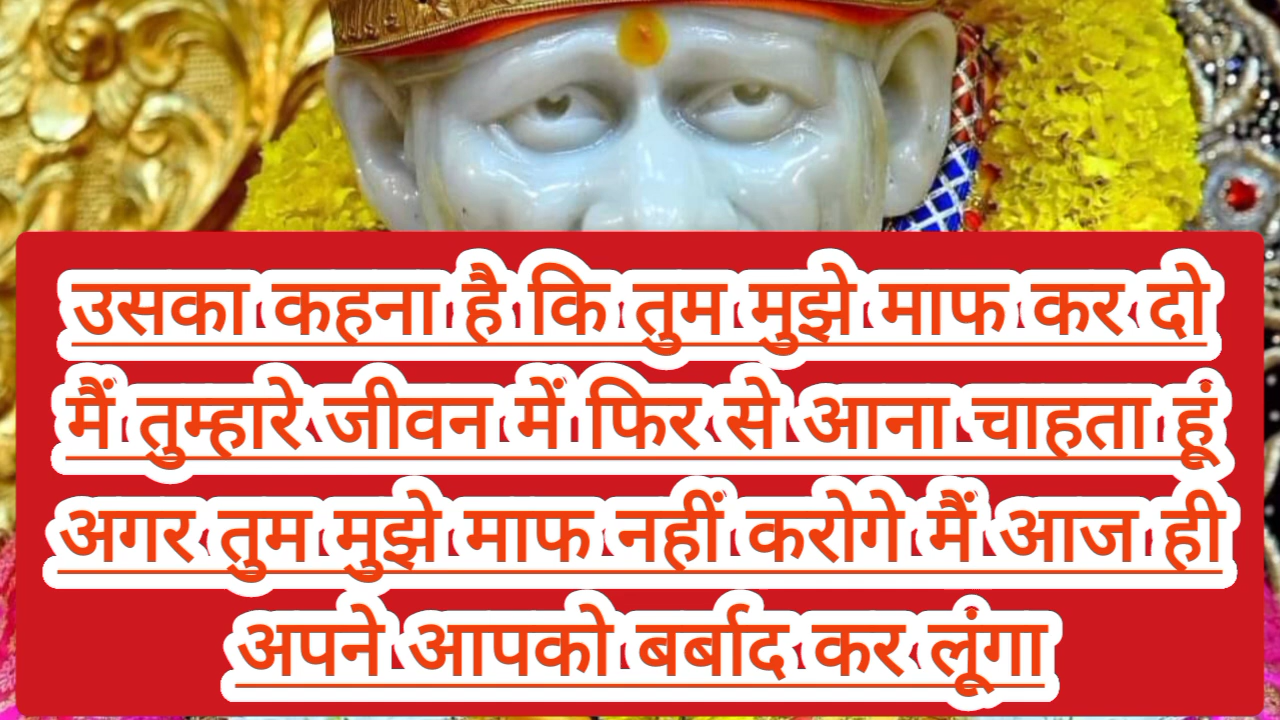 उसका कहना है कि तुम मुझे माफ कर दो
मैं तुम्हारे जीवन में फिर से आना चाहता हूं
अगर तुम मुझे माफ नहीं करोगे मैं आज ही
अपने आपको बर्बाद कर लूंगा